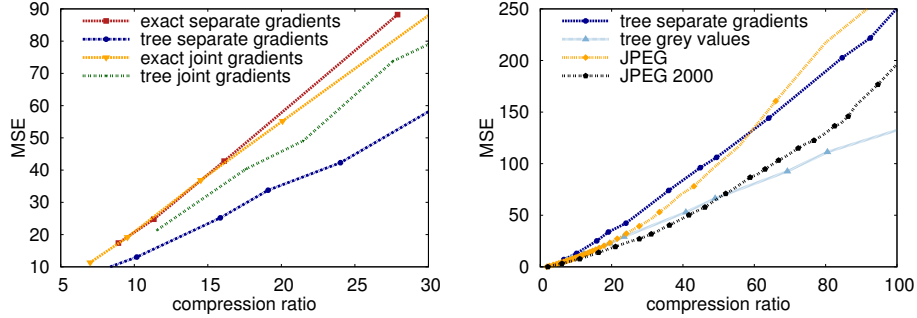 90
80
70
60
50
40
30
20
10
5
10
15
20
25
30
MSE
compression ratio
exact separate gradients
tree separate gradients
exact joint gradients
tree joint gradients
250
200
150
100
50
0
0
20
40
60
80
100
MSE
compression ratio
tree separate gradients
tree grey values
JPEG
JPEG 2000